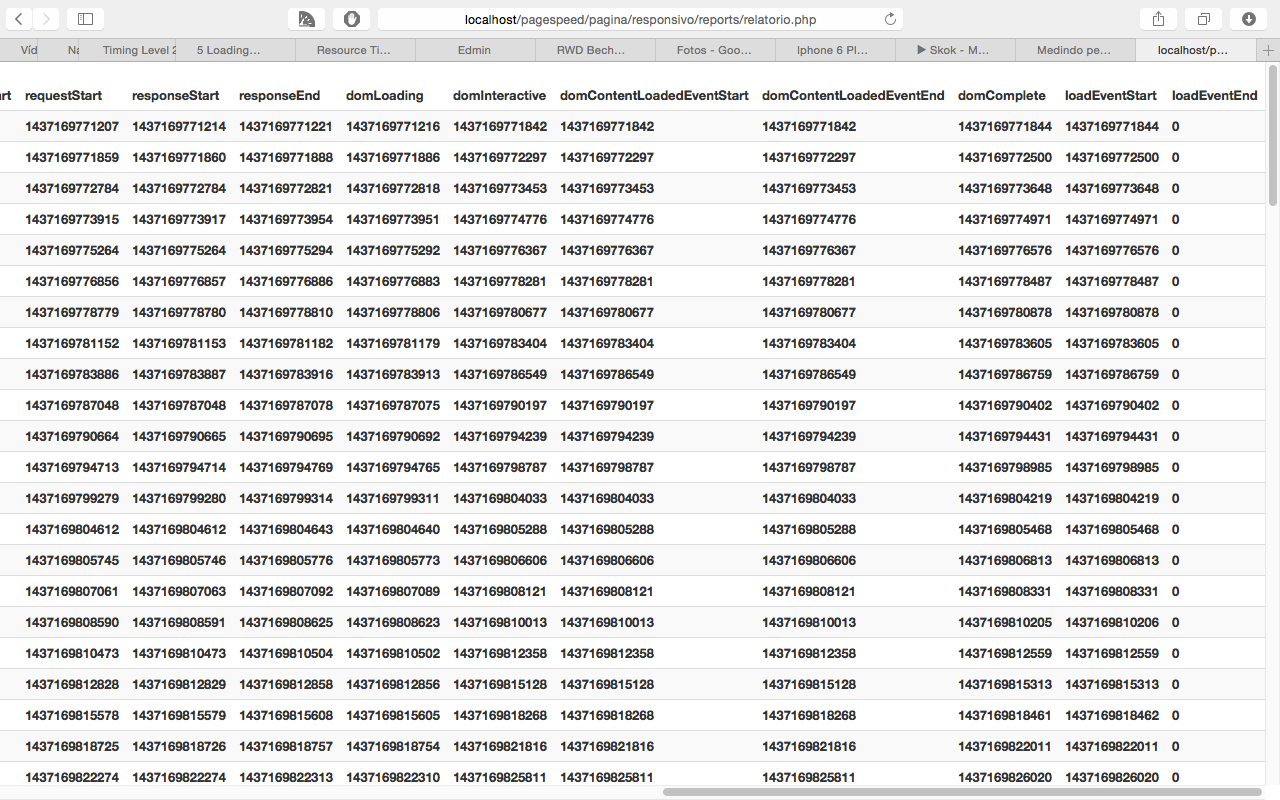 localhost/pagespeed/pagina/responsivo/reports/relatorio.php
Víd Na Timing Level 2 5 Loading… Resource Ti… Edmin RWD Bech… Fotos - Goo… Iphone 6 Pl… ▶ Skok - M… Medindo pe… localhost/p… +
rt requestStart responseStart responseEnd domLoading domInteractive domContentLoadedEventStart domContentLoadedEventEnd domComplete loadEventStart loadEventEnd
1437169771207 1437169771214 1437169771221 1437169771216 1437169771842 1437169771842 1437169771842 1437169771844 1437169771844 0
1437169771859 1437169771860 1437169771888 1437169771886 1437169772297 1437169772297 1437169772297 1437169772500 1437169772500 0
1437169772784 1437169772784 1437169772821 1437169772818 1437169773453 1437169773453 1437169773453 1437169773648 1437169773648 0
1437169773915 1437169773917 1437169773954 1437169773951 1437169774776 1437169774776 1437169774776 1437169774971 1437169774971 0
1437169775264 1437169775264 1437169775294 1437169775292 1437169776367 1437169776367 1437169776367 1437169776576 1437169776576 0
1437169776856 1437169776857 1437169776886 1437169776883 1437169778281 1437169778281 1437169778281 1437169778487 1437169778487 0
1437169778779 1437169778780 1437169778810 1437169778806 1437169780677 1437169780677 1437169780677 1437169780878 1437169780878 0
1437169781152 1437169781153 1437169781182 1437169781179 1437169783404 1437169783404 1437169783404 1437169783605 1437169783605 0
1437169783886 1437169783887 1437169783916 1437169783913 1437169786549 1437169786549 1437169786549 1437169786759 1437169786759 0
1437169787048 1437169787048 1437169787078 1437169787075 1437169790197 1437169790197 1437169790197 1437169790402 1437169790402 0
1437169790664 1437169790665 1437169790695 1437169790692 1437169794239 1437169794239 1437169794239 1437169794431 1437169794431 0
1437169794713 1437169794714 1437169794769 1437169794765 1437169798787 1437169798787 1437169798787 1437169798985 1437169798985 0
1437169799279 1437169799280 1437169799314 1437169799311 1437169804033 1437169804033 1437169804033 1437169804219 1437169804219 0
1437169804612 1437169804612 1437169804643 1437169804640 1437169805288 1437169805288 1437169805288 1437169805468 1437169805468 0
1437169805745 1437169805746 1437169805776 1437169805773 1437169806606 1437169806606 1437169806606 1437169806813 1437169806813 0
1437169807061 1437169807063 1437169807092 1437169807089 1437169808121 1437169808121 1437169808121 1437169808331 1437169808331 0
1437169808590 1437169808591 1437169808625 1437169808623 1437169810013 1437169810013 1437169810013 1437169810205 1437169810206 0
1437169810473 1437169810473 1437169810504 1437169810502 1437169812358 1437169812358 1437169812358 1437169812559 1437169812559 0
1437169812828 1437169812829 1437169812858 1437169812856 1437169815128 1437169815128 1437169815128 1437169815313 1437169815313 0
1437169815578 1437169815579 1437169815608 1437169815605 1437169818268 1437169818268 1437169818268 1437169818461 1437169818462 0
1437169818725 1437169818726 1437169818757 1437169818754 1437169821816 1437169821816 1437169821816 1437169822011 1437169822011 0
1437169822274 1437169822274 1437169822313 1437169822310 1437169825811 1437169825811 1437169825811 1437169826020 1437169826020 0